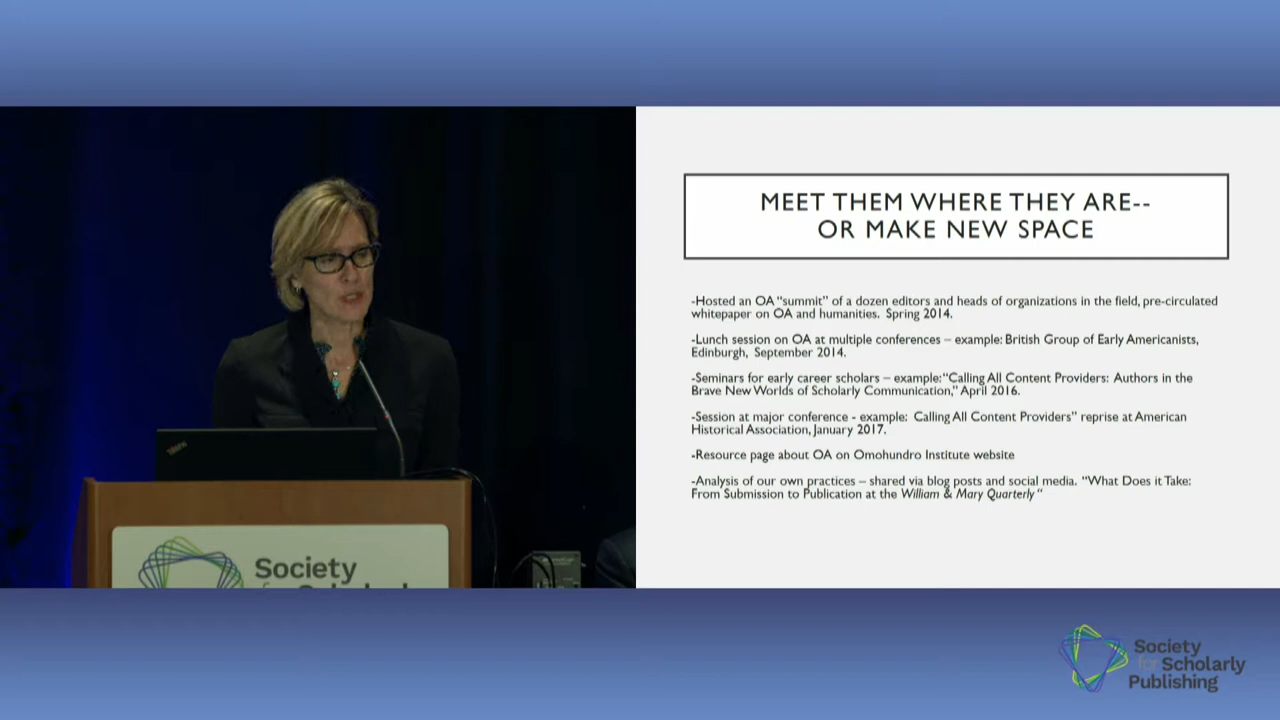 MEET THEM WHERE THEY ARE--
OR MAKE NEW SPACE
-Hosted an OA “summit” of a dozen editors and heads of organizations in the field, pre-circulated
whitepaper on OA and humanities. Spring 2014.
-Lunch session on OA at multiple conferences – example: British Group of Early Americanists,
Edinburgh, September 2014.
-Seminars for early career scholars – example: “Calling All Content Providers: Authors in the
Brave New Worlds of Scholarly Communication,” April 2016.
-Session at major conference - example: Calling All Content Providers” reprise at American
Historical Association, January 2017.
-Resource page about OA on Omohundro Institute website
-Analysis of our own practices – shared via blog posts and social media. “What Does it Take:
From Submission to Publication at the William & Mary Quarterly “
ThinkPad
Society
for Scholarly
Society
for Scholarly
Publishing